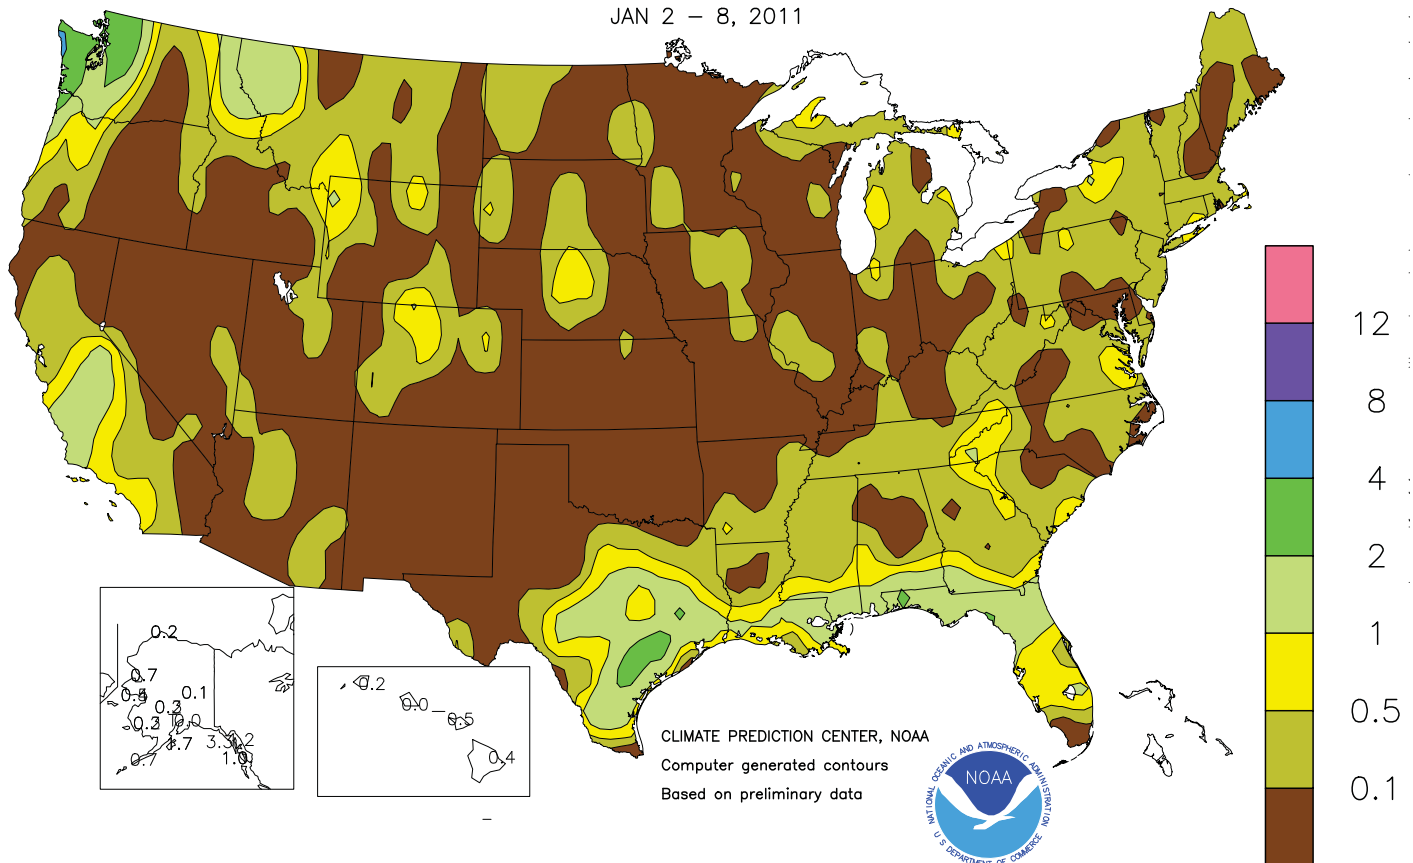 JAN 2 – 8, 2011
12
8
4
2
1
0.5
0.1
0.2
0.7
0.1
0.3
0.7
0.2
0.0
0.5
0.4
CLIMATE PREDICTION CENTER, NOAA
Computer generated contours
Based on preliminary data
NATIONAL OCEANIC AND ATMOSPHERIC ADMINISTRATION
NOAA
U S DEPARTMENT OF COMMERCE